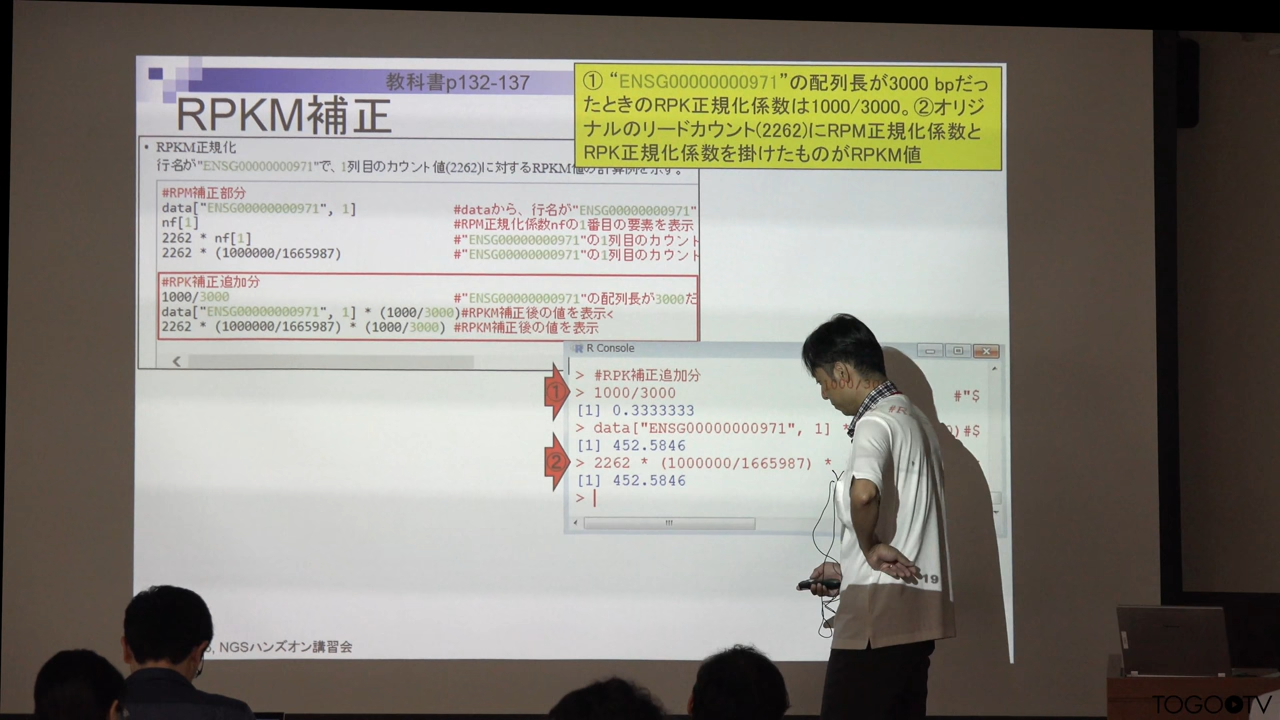 教科書p132-137
RPKM補正
① “ENSG00000000971”の配列長が3000 bpだっ
たときのRPK正規化係数は1000/3000。②オリジ
ナルのリードカウント(2262)にRPM正規化係数と
RPK正規化係数を掛けたものがRPKM値
• RPKM正規化
行名が"ENSG00000000971"で、1列目のカウント値(2262)に対するRPKM値の計算例を示す。
#RPM補正部分
data["ENSG00000000971", 1] #dataから、行名が"ENSG00000000971"
nf[1] #RPM正規化係数nfの1番目の要素を表示
2262 * nf[1] #"ENSG00000000971"の1列目のカウント
2262 * (1000000/1665987) #"ENSG00000000971"の1列目のカウント
#RPK補正追加分
1000/3000 #"ENSG00000000971"の配列長が3000だ
data["ENSG00000000971", 1] * (1000/3000)#RPKM補正後の値を表示<
2262 * (1000000/1665987) * (1000/3000) #RPKM補正後の値を表示
R Console
> #RPK補正追加分
① > 1000/3000 #"$
[1] 0.3333333
> data["ENSG00000000971", 1] * )#$
[1] 452.5846
② > 2262 * (1000000/1665987) *
[1] 452.5846
>
19
, NGSハンズオン講習会
TOGOTV